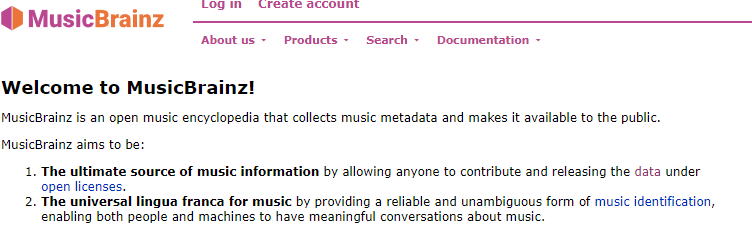 Log in Create account
MusicBrainz
About us Products Search Documentation
Welcome to MusicBrainz!
MusicBrainz is an open music encyclopedia that collects music metadata and makes it available to the public.
MusicBrainz aims to be:
1. The ultimate source of music information by allowing anyone to contribute and releasing the data under
open licenses.
2. The universal lingua franca for music by providing a reliable and unambiguous form of music identification,
enabling both people and machines to have meaningful conversations about music.